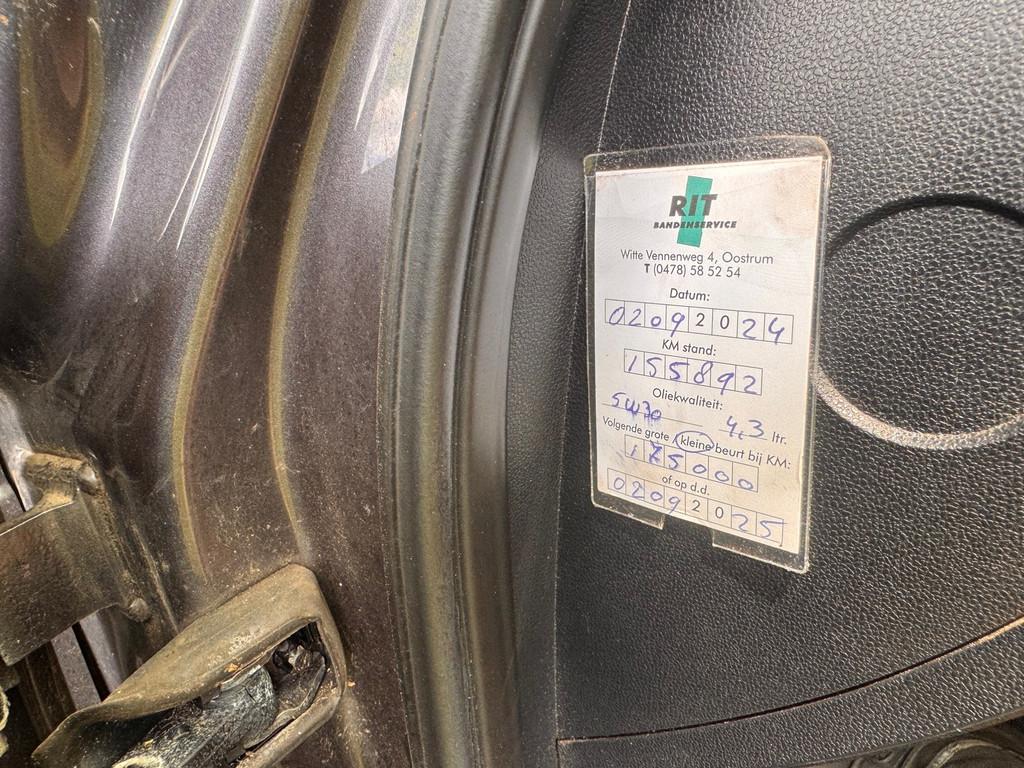 RIT
BANDENSERVICE
Witte Vennenweg 4, Oostrum
T (0478) 58 52 54
Datum:
02092024
KM stand:
155892
Oliekwaliteit:
5W30 4,3 ltr.
Volgende grote / kleine beurt bij KM:
175000
of op d.d.
02092025